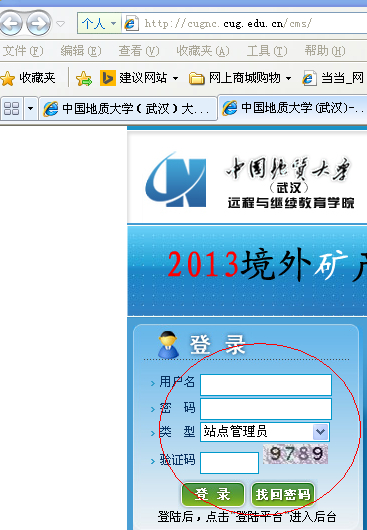 个人 http://cugnc.cug.edu.cn/cms/
文件(F) 编辑(E) 查看(V) 收藏夹(A) 工具(T) 帮助(H)
收藏夹 建议网站 网上商城购物 当当_网
中国地质大学(武汉)大... 中国地质大学(武汉)-...
中国地质大学
(武汉)
远程与继续教育学院
2013境外矿产
登 录
用户名
密 码
类 型 站点管理员
验证码 9789
登 录 找回密码
登陆后,点击"登陆平台"进入后台